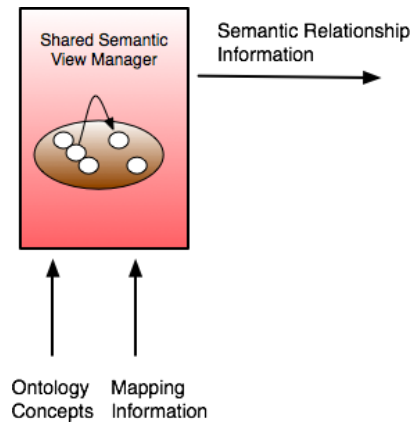 Shared Semantic
View Manager
Semantic Relationship
Information
Ontology
Concepts
Mapping
Information